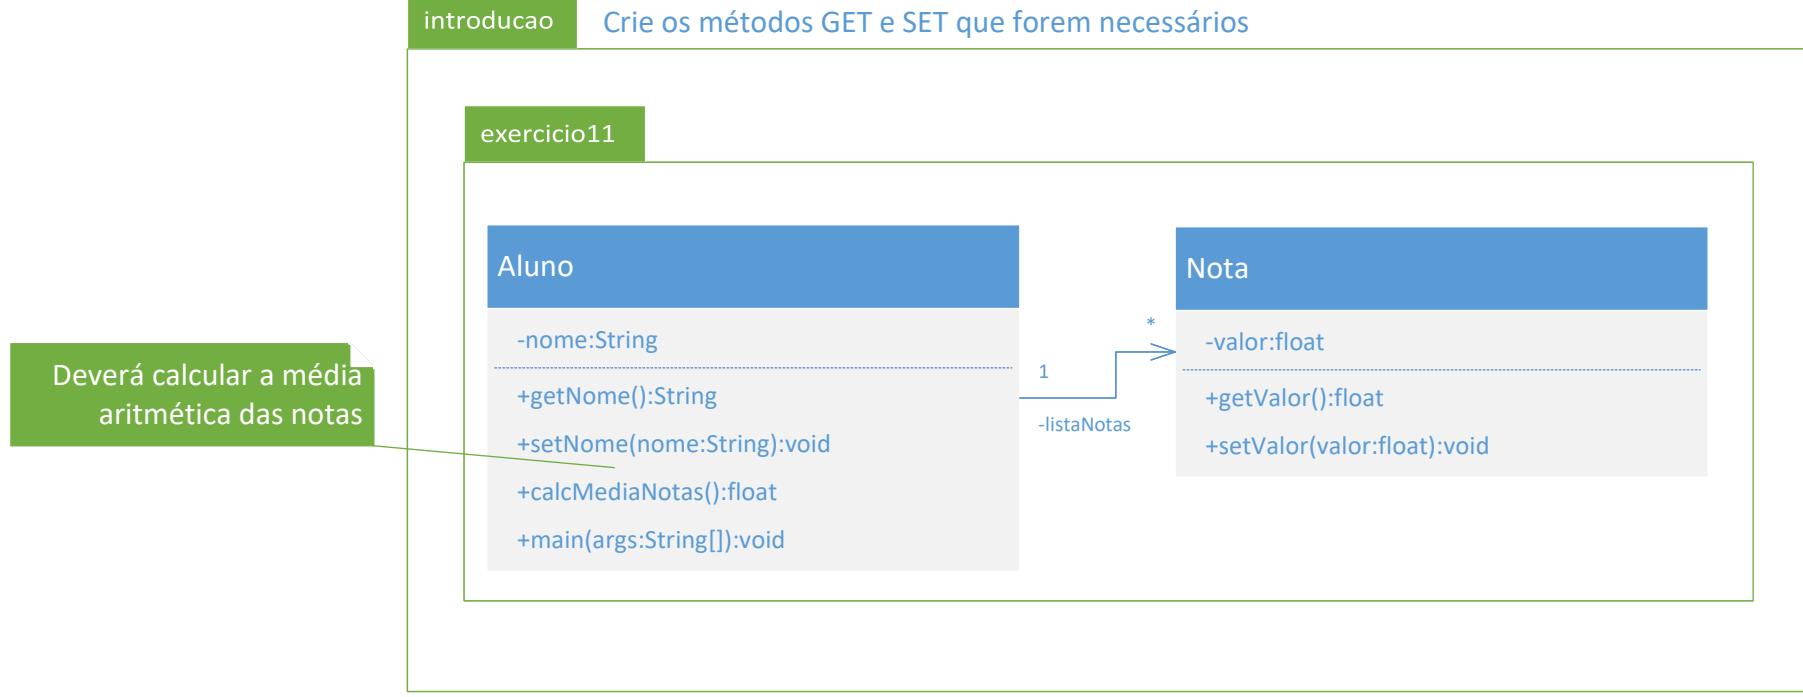 introducao
Crie os métodos GET e SET que forem necessários
exercicio11
Aluno
-nome:String
+getNome():String
+setNome(nome:String):void
+calcMediaNotas():float
+main(args:String[]):void
Deverá calcular a média
aritmética das notas
1
-listaNotas
*
Nota
-valor:float
+getValor():float
+setValor(valor:float):void